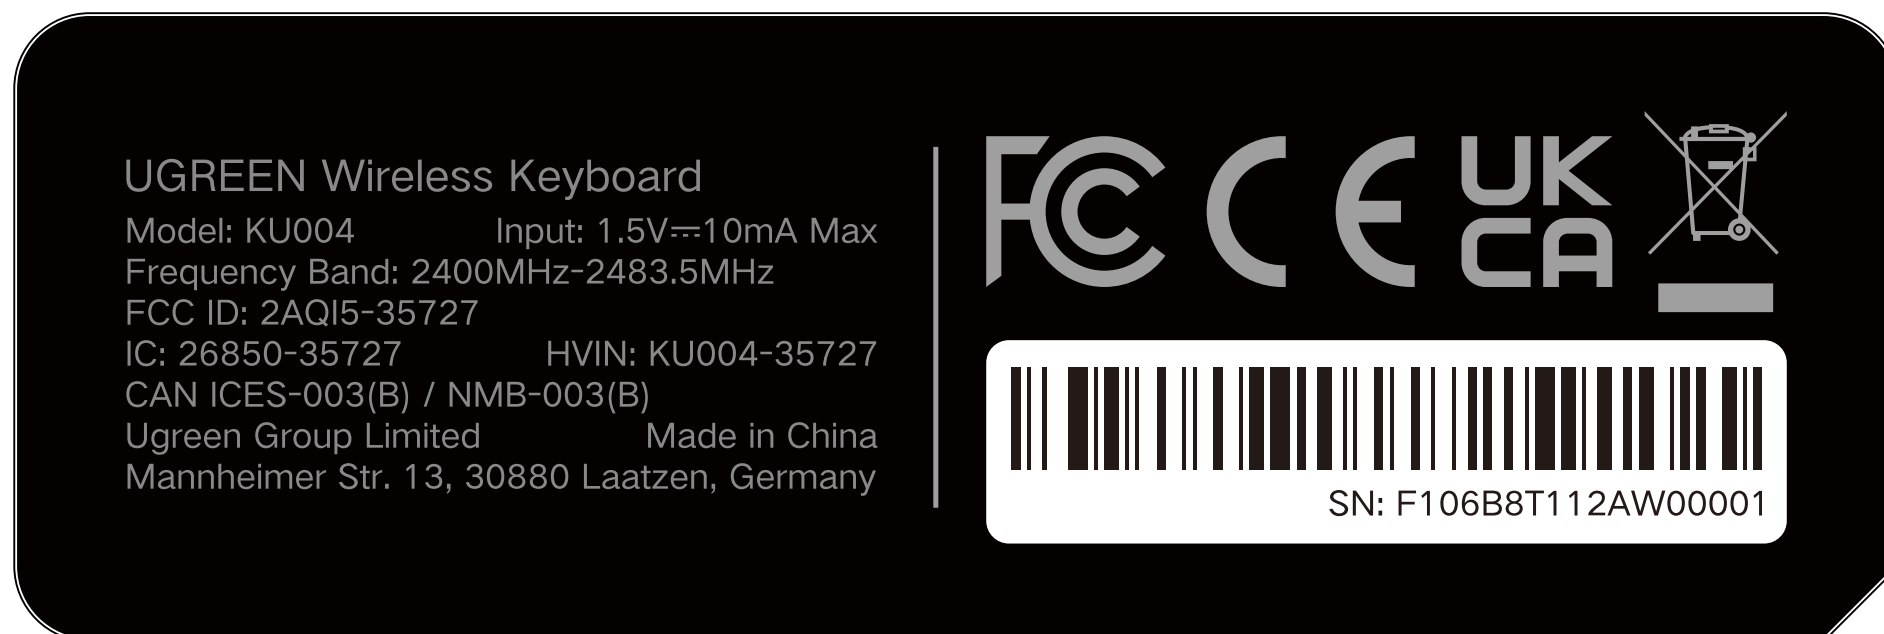 UGREEN Wireless Keyboard
Model: KU004 Input: 1.5V⎓10mA Max
Frequency Band: 2400MHz-2483.5MHz
FCC ID: 2AQI5-35727
IC: 26850-35727 HVIN: KU004-35727
CAN ICES-003(B) / NMB-003(B)
Ugreen Group Limited Made in China
Mannheimer Str. 13, 30880 Laatzen, Germany
FC CE UK
CA
SN: F106B8T112AW00001